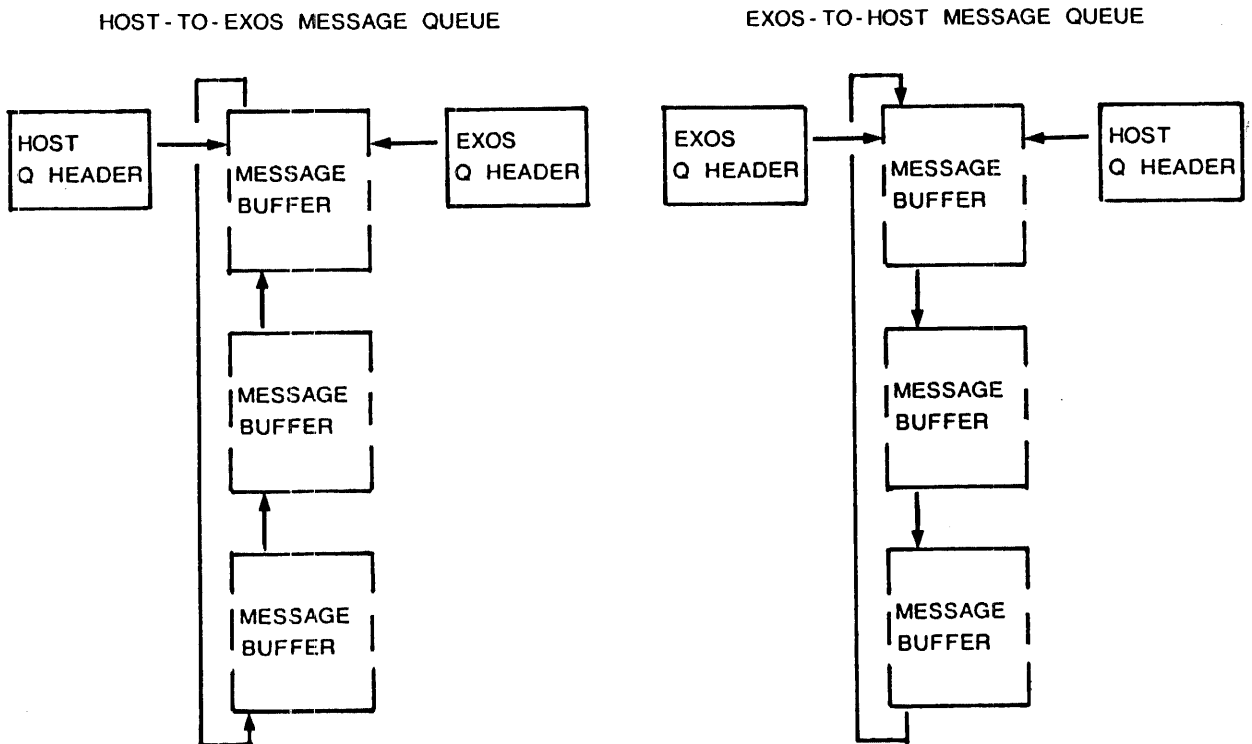 HOST-TO-EXOS MESSAGE QUEUE
HOST
Q HEADER
MESSAGE
BUFFER
EXOS
Q HEADER
MESSAGE
BUFFER
MESSAGE
BUFFER
EXOS-TO-HOST MESSAGE QUEUE
EXOS
Q HEADER
MESSAGE
BUFFER
HOST
Q HEADER
MESSAGE
BUFFER
MESSAGE
BUFFER